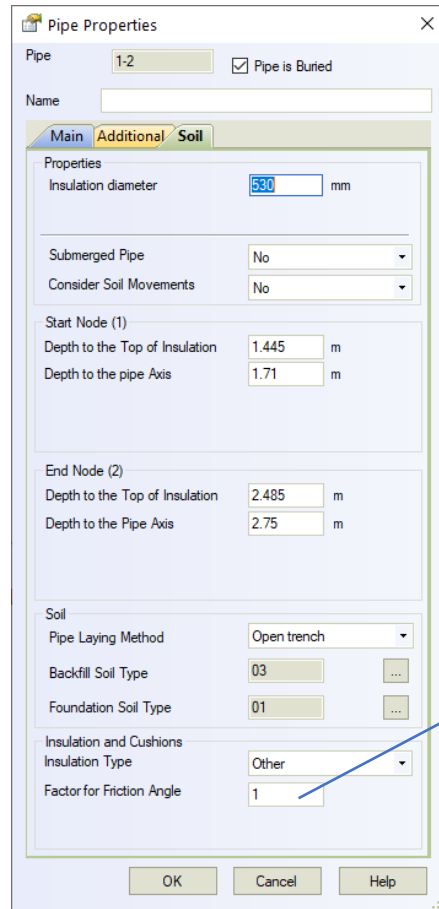 Pipe Properties
Pipe 1-2 Pipe is Buried
Name
Main Additional Soil
Properties
Insulation diameter 530 mm
Submerged Pipe No
Consider Soil Movements No
Start Node (1)
Depth to the Top of Insulation 1.445 m
Depth to the pipe Axis 1.71 m
End Node (2)
Depth to the Top of Insulation 2.485 m
Depth to the Pipe Axis 2.75 m
Soil
Pipe Laying Method Open trench
Backfill Soil Type 03 ...
Foundation Soil Type 01 ...
Insulation and Cushions
Insulation Type Other
Factor for Friction Angle 1
OK Cancel Help